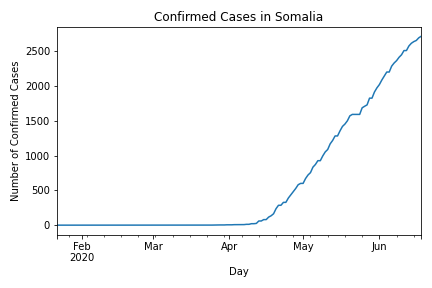 Confirmed Cases in Somalia
Number of Confirmed Cases
2500
2000
1500
1000
500
0
Feb
2020
Mar
Apr
May
Jun
Day